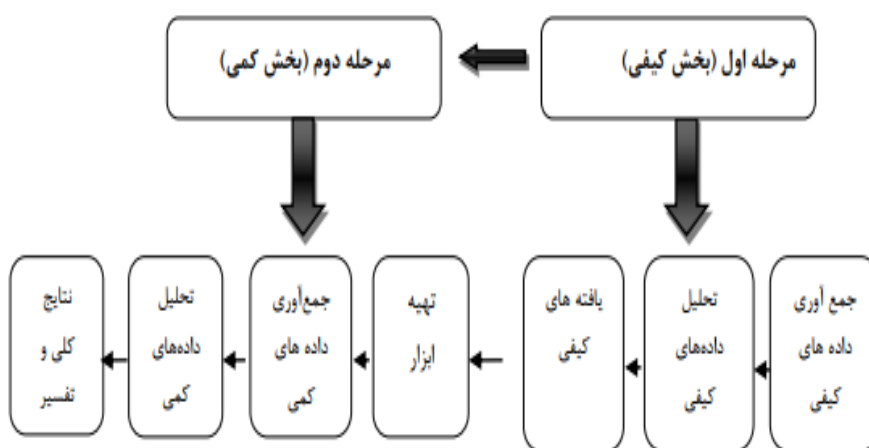 مرحله اول (بخش کیفی)
مرحله دوم (بخش کمی)
جمع آوری
داده های
کیفی
تحلیل
داده‌های
کیفی
یافته های
کیفی
تهیه
ابزار
جمع‌آوری
داده های
کمی
تحلیل
داده‌های
کمی
نتایج
کلی و
تفسیر